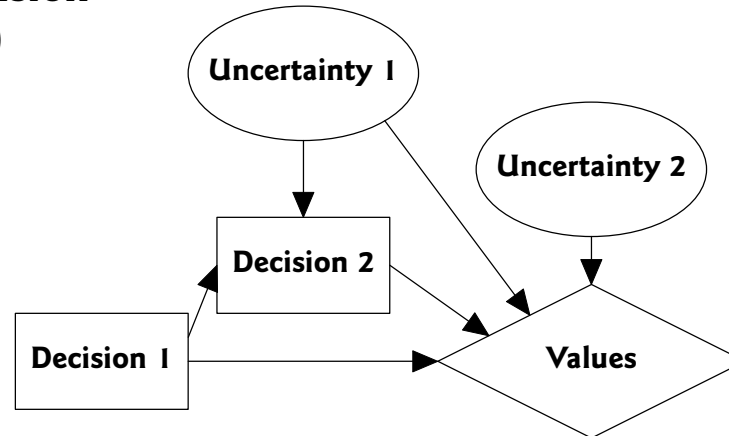 Uncertainty 1
Uncertainty 2
Decision 2
Decision 1
Values